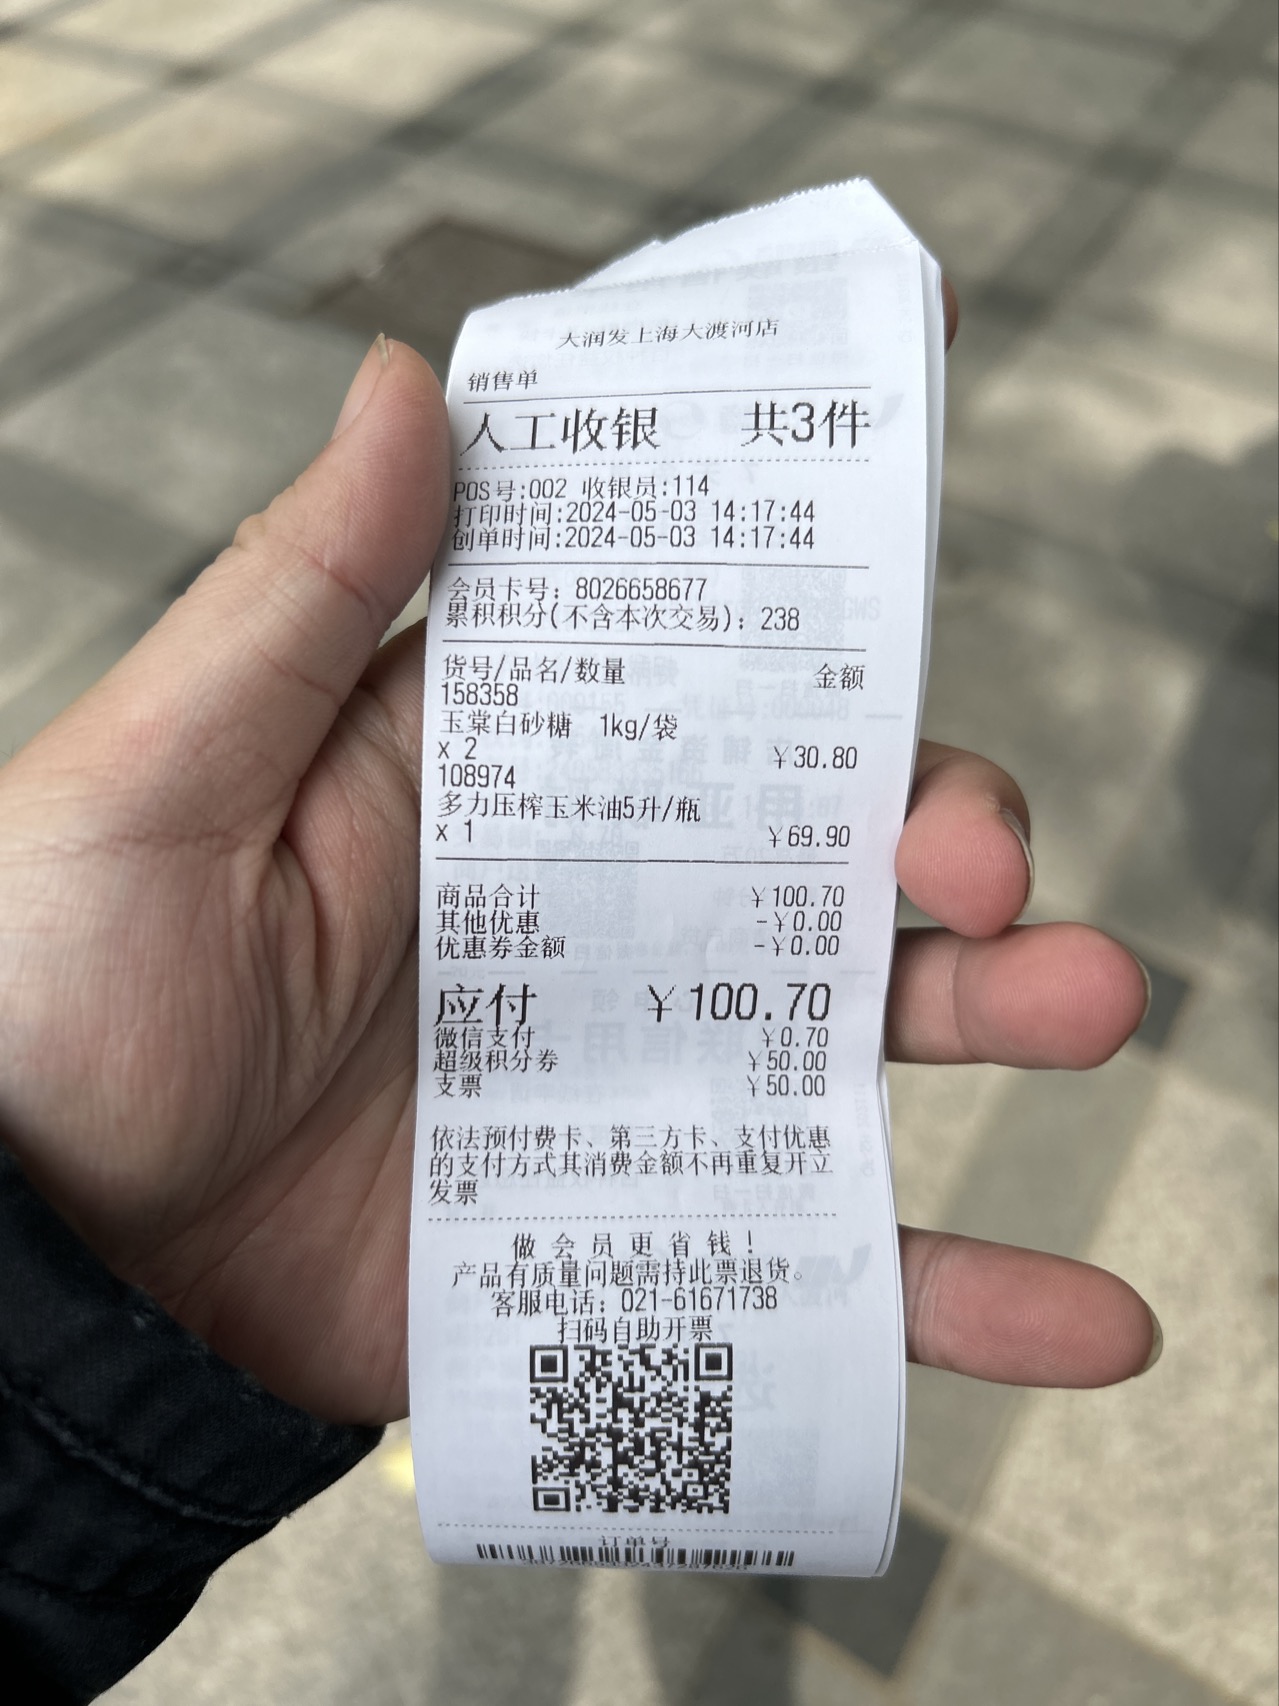 大润发上海大渡河店
销售单
人工收银 共3件
POS号:002 收银员:114
打印时间:2024-05-03 14:17:44
创单时间:2024-05-03 14:17:44
会员卡号: 8026658677
累积积分(不含本次交易): 238
货号/品名/数量 金额
158358
玉棠白砂糖 1kg/袋
x 2 ￥30.80
108974
多力压榨玉米油5升/瓶
x 1 ￥69.90
商品合计 ￥100.70
其他优惠 -￥0.00
优惠券金额 -￥0.00
应付 ￥100.70
微信支付 ￥0.70
超级积分券 ￥50.00
支票 ￥50.00
依法预付费卡、第三方卡、支付优惠
的支付方式其消费金额不再重复开立
发票
做会员更省钱!
产品有质量问题需持此票退货。
客服电话: 021-61671738
扫码自助开票
订单号